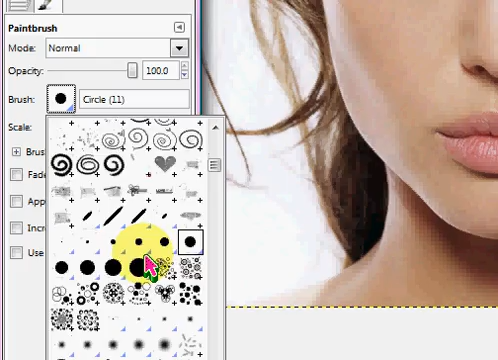 Paintbrush
Mode: Normal
Opacity: 100.0
Brush: Circle (11)
Scale:
Brus
Fade
App
Incr
Use